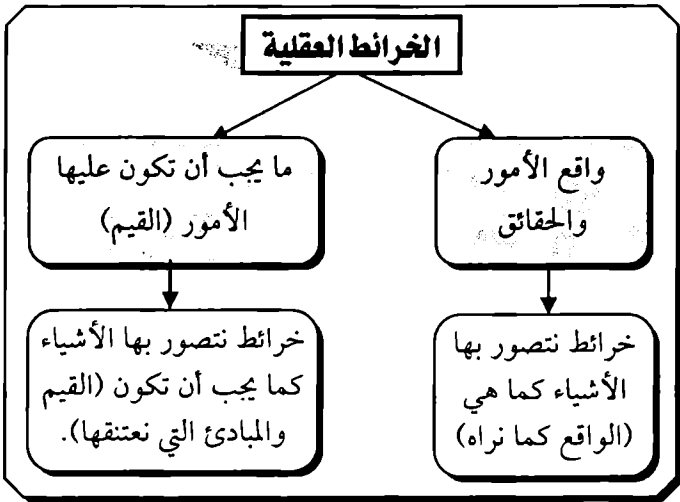 الخرائط العقلية
واقع الأمور
والحقائق
ما يجب أن تكون عليها
الأمور (القيم)
خرائط نتصور بها
الأشياء كما هي
(الواقع كما نراه)
خرائط نتصور بها الأشياء
كما يجب أن تكون (القيم
والمبادئ التي نعتنقها).